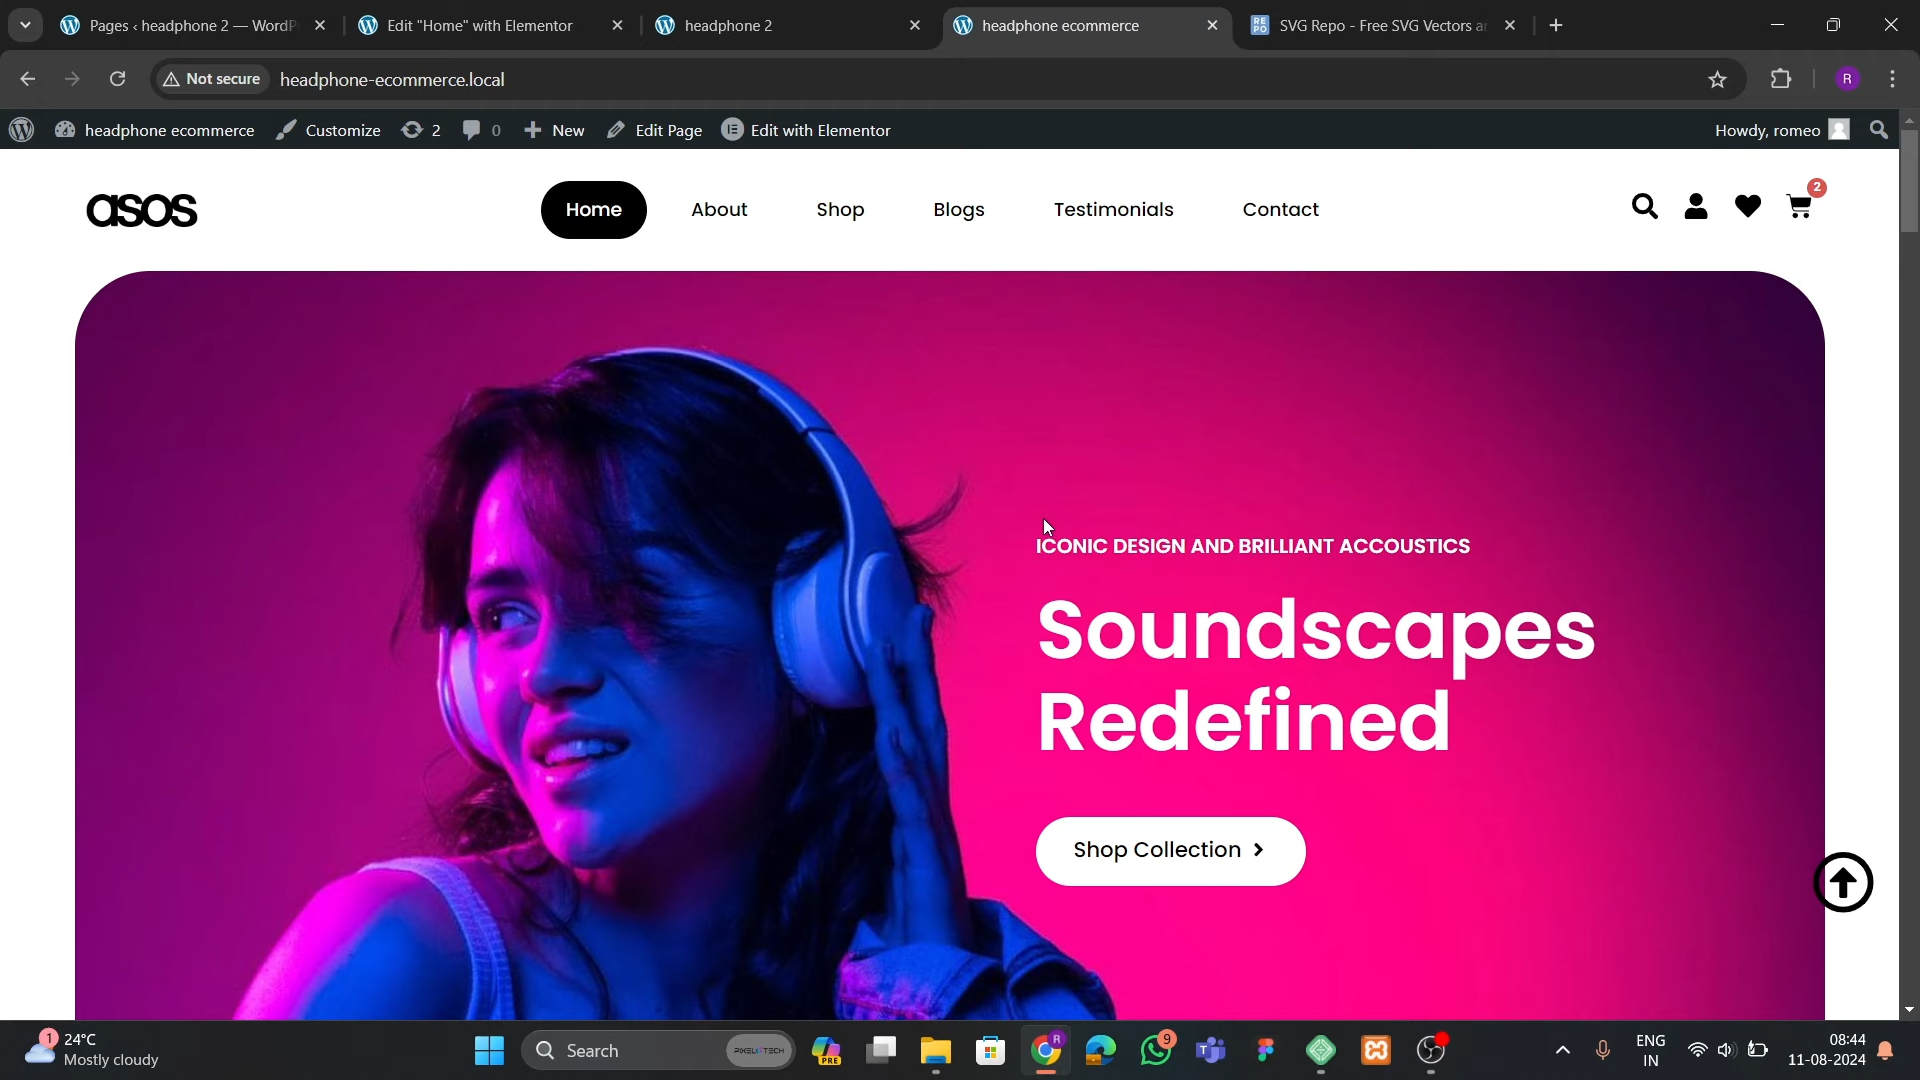 Pages ‹ headphone 2 — WordP
Edit "Home" with Elementor
headphone 2
headphone ecommerce
SVG Repo - Free SVG Vectors a
Not secure
headphone-ecommerce.local
R
headphone ecommerce
Customize
2
0
New
Edit Page
Edit with Elementor
Howdy, romeo
asos
Home
About
Shop
Blogs
Testimonials
Contact
2
ICONIC DESIGN AND BRILLIANT ACCOUSTICS
Soundscapes
Redefined
Shop Collection
1
24°C
Mostly cloudy
Search
PIXELIITECH
PRE
R
9
ENG
IN
08:44
11-08-2024